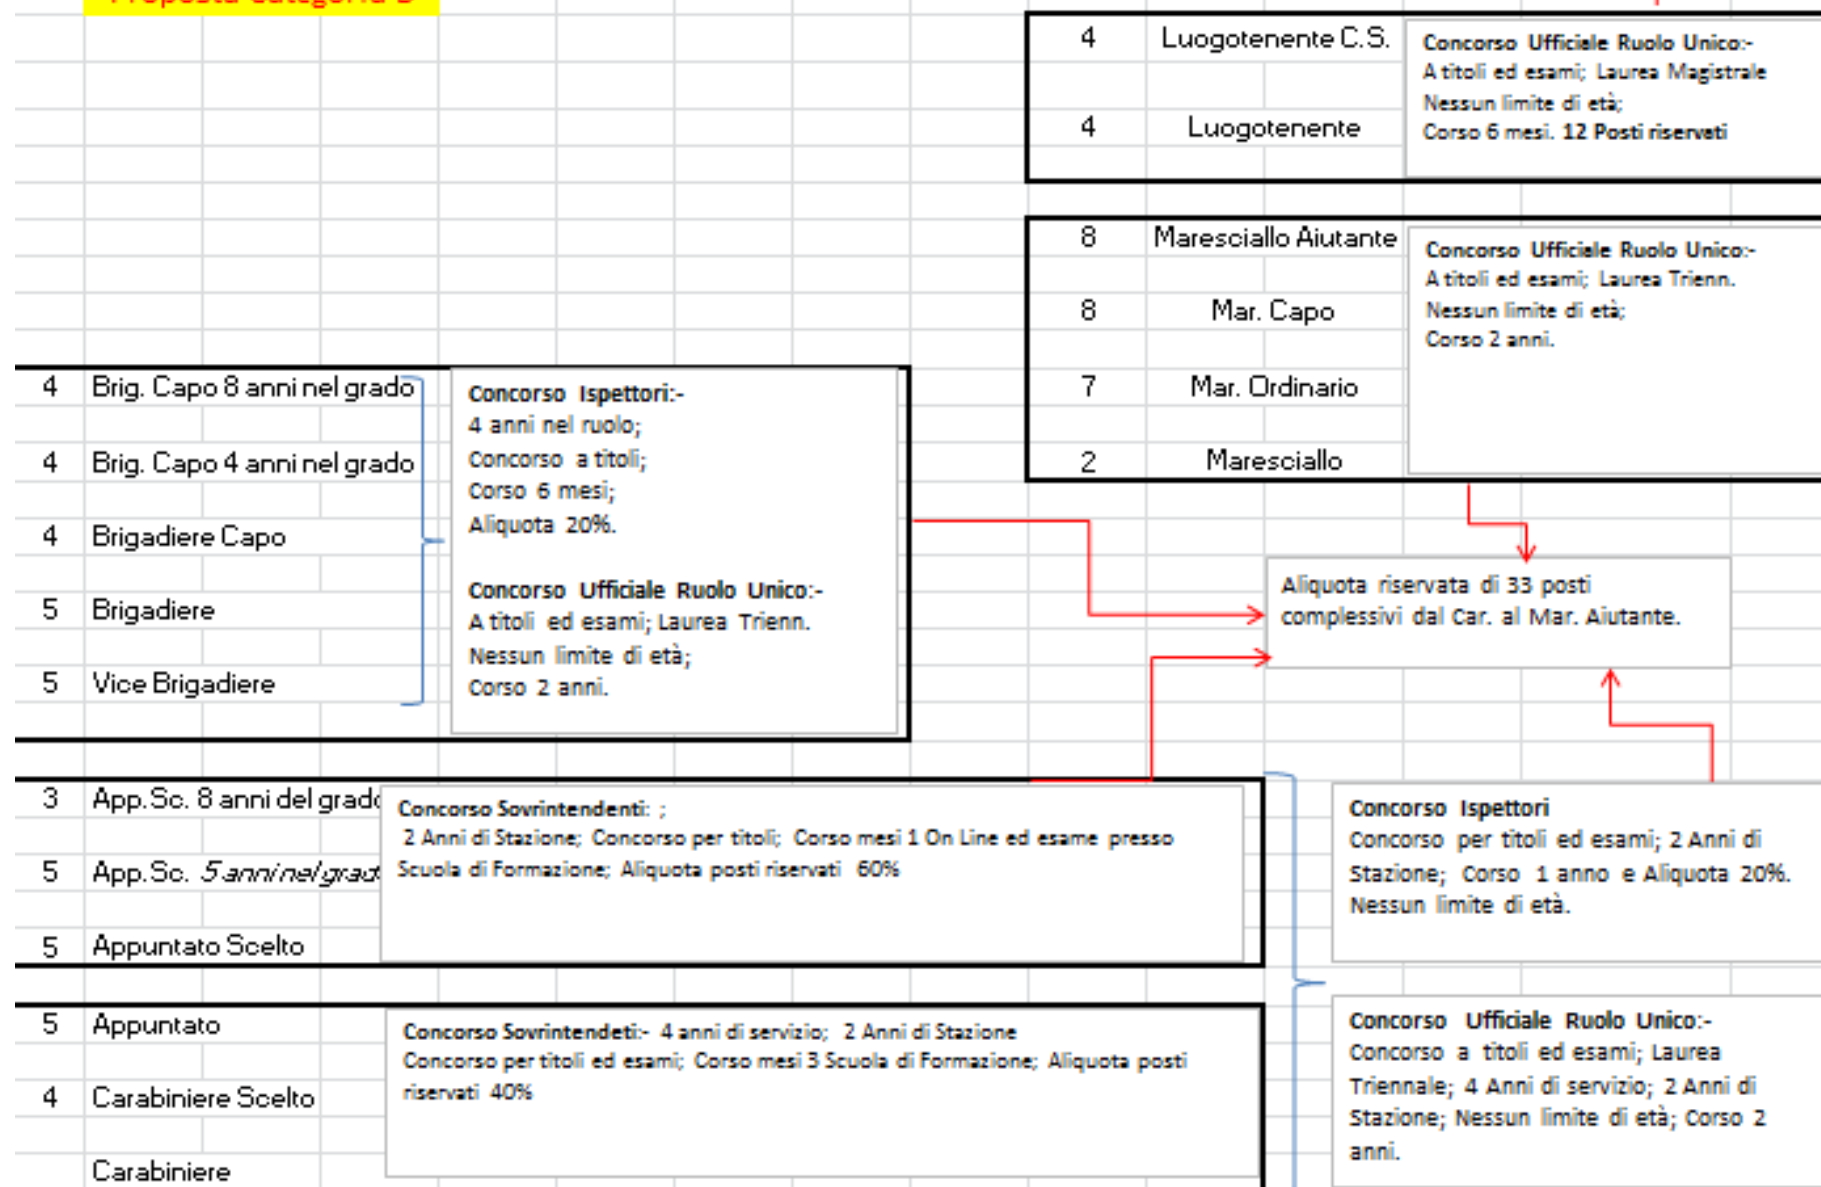 Proposta Categoria B
4 Luogotenente C.S.
4 Luogotenente
Concorso Ufficiale Ruolo Unico:-
A titoli ed esami; Laurea Magistrale
Nessun limite di età;
Corso 6 mesi. 12 Posti riservati
8 Maresciallo Aiutante
8 Mar. Capo
7 Mar. Ordinario
2 Maresciallo
Concorso Ufficiale Ruolo Unico:-
A titoli ed esami; Laurea Trienn.
Nessun limite di età;
Corso 2 anni.
4 Brig. Capo 8 anni nel grado
4 Brig. Capo 4 anni nel grado
4 Brigadiere Capo
5 Brigadiere
5 Vice Brigadiere
Concorso Ispettori:-
4 anni nel ruolo;
Concorso a titoli;
Corso 6 mesi;
Aliquota 20%.
Concorso Ufficiale Ruolo Unico:-
A titoli ed esami; Laurea Trienn.
Nessun limite di età;
Corso 2 anni.
Aliquota riservata di 33 posti
complessivi dal Car. al Mar. Aiutante.
3 App.Sc. 8 anni del grado
5 App.Sc. 5 anni nel grad
5 Appuntato Scelto
Concorso Sovrintendenti: ;
2 Anni di Stazione; Concorso per titoli; Corso mesi 1 On Line ed esame presso
Scuola di Formazione; Aliquota posti riservati 60%
Concorso Ispettori
Concorso per titoli ed esami; 2 Anni di
Stazione; Corso 1 anno e Aliquota 20%.
Nessun limite di età.
5 Appuntato
4 Carabiniere Scelto
Carabiniere
Concorso Sovrintendeti:- 4 anni di servizio; 2 Anni di Stazione
Concorso per titoli ed esami; Corso mesi 3 Scuola di Formazione; Aliquota posti
riservati 40%
Concorso Ufficiale Ruolo Unico:-
Concorso a titoli ed esami; Laurea
Triennale; 4 Anni di servizio; 2 Anni di
Stazione; Nessun limite di età; Corso 2
anni.